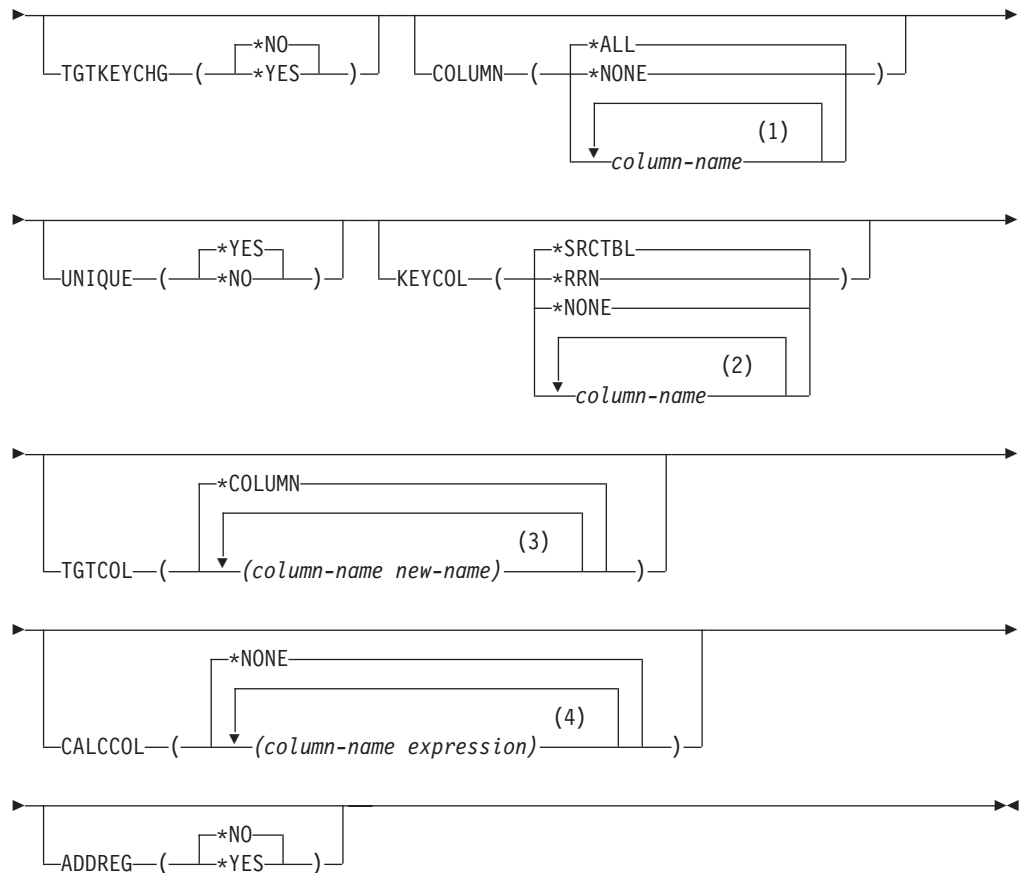 *NO *ALL
TGTKEYCHG ( *YES ) COLUMN ( *NONE )
(1)
column-name
*YES *SRCTBL
UNIQUE ( *NO ) KEYCOL ( *RRN )
*NONE
(2)
column-name
*COLUMN
(3)
TGTCOL ( (column-name new-name) )
*NONE
(4)
CALCCOL ( (column-name expression) )
*NO
ADDREG ( *YES )